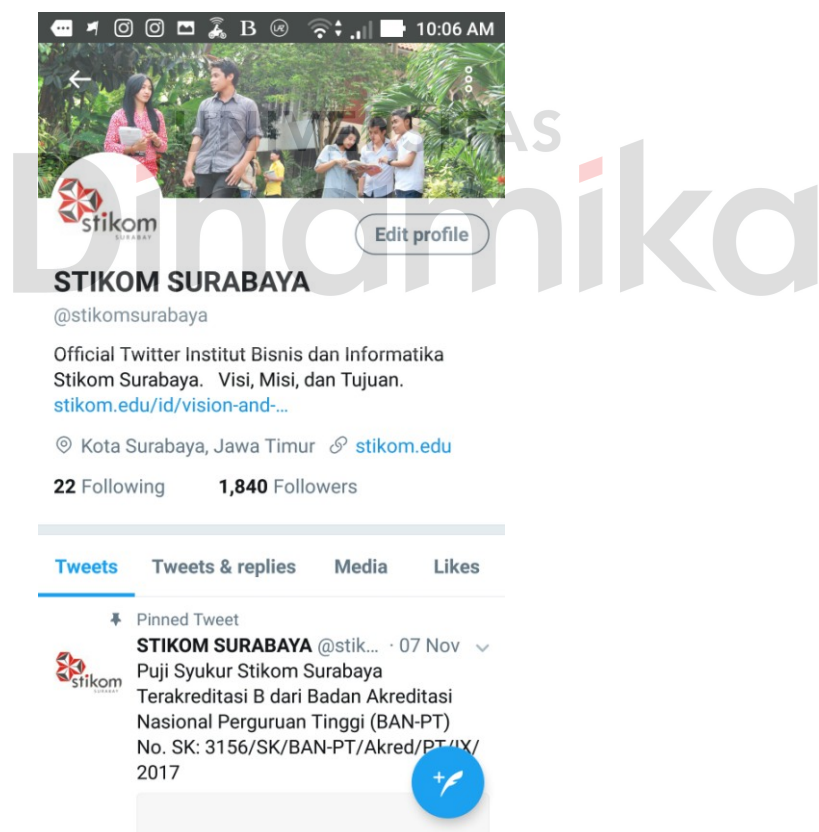 10:06 AM
UNIVERSITAS
Dinamika
stikom
SURABAY
Edit profile
STIKOM SURABAYA
@stikomsurabaya
Official Twitter Institut Bisnis dan Informatika
Stikom Surabaya. Visi, Misi, dan Tujuan.
stikom.edu/id/vision-and-...
Kota Surabaya, Jawa Timur stikom.edu
22 Following 1,840 Followers
Tweets Tweets & replies Media Likes
Pinned Tweet
STIKOM SURABAYA @stik... · 07 Nov
stikom
SURABAY
Puji Syukur Stikom Surabaya
Terakreditasi B dari Badan Akreditasi
Nasional Perguruan Tinggi (BAN-PT)
No. SK: 3156/SK/BAN-PT/Akred/PT/IX/
2017